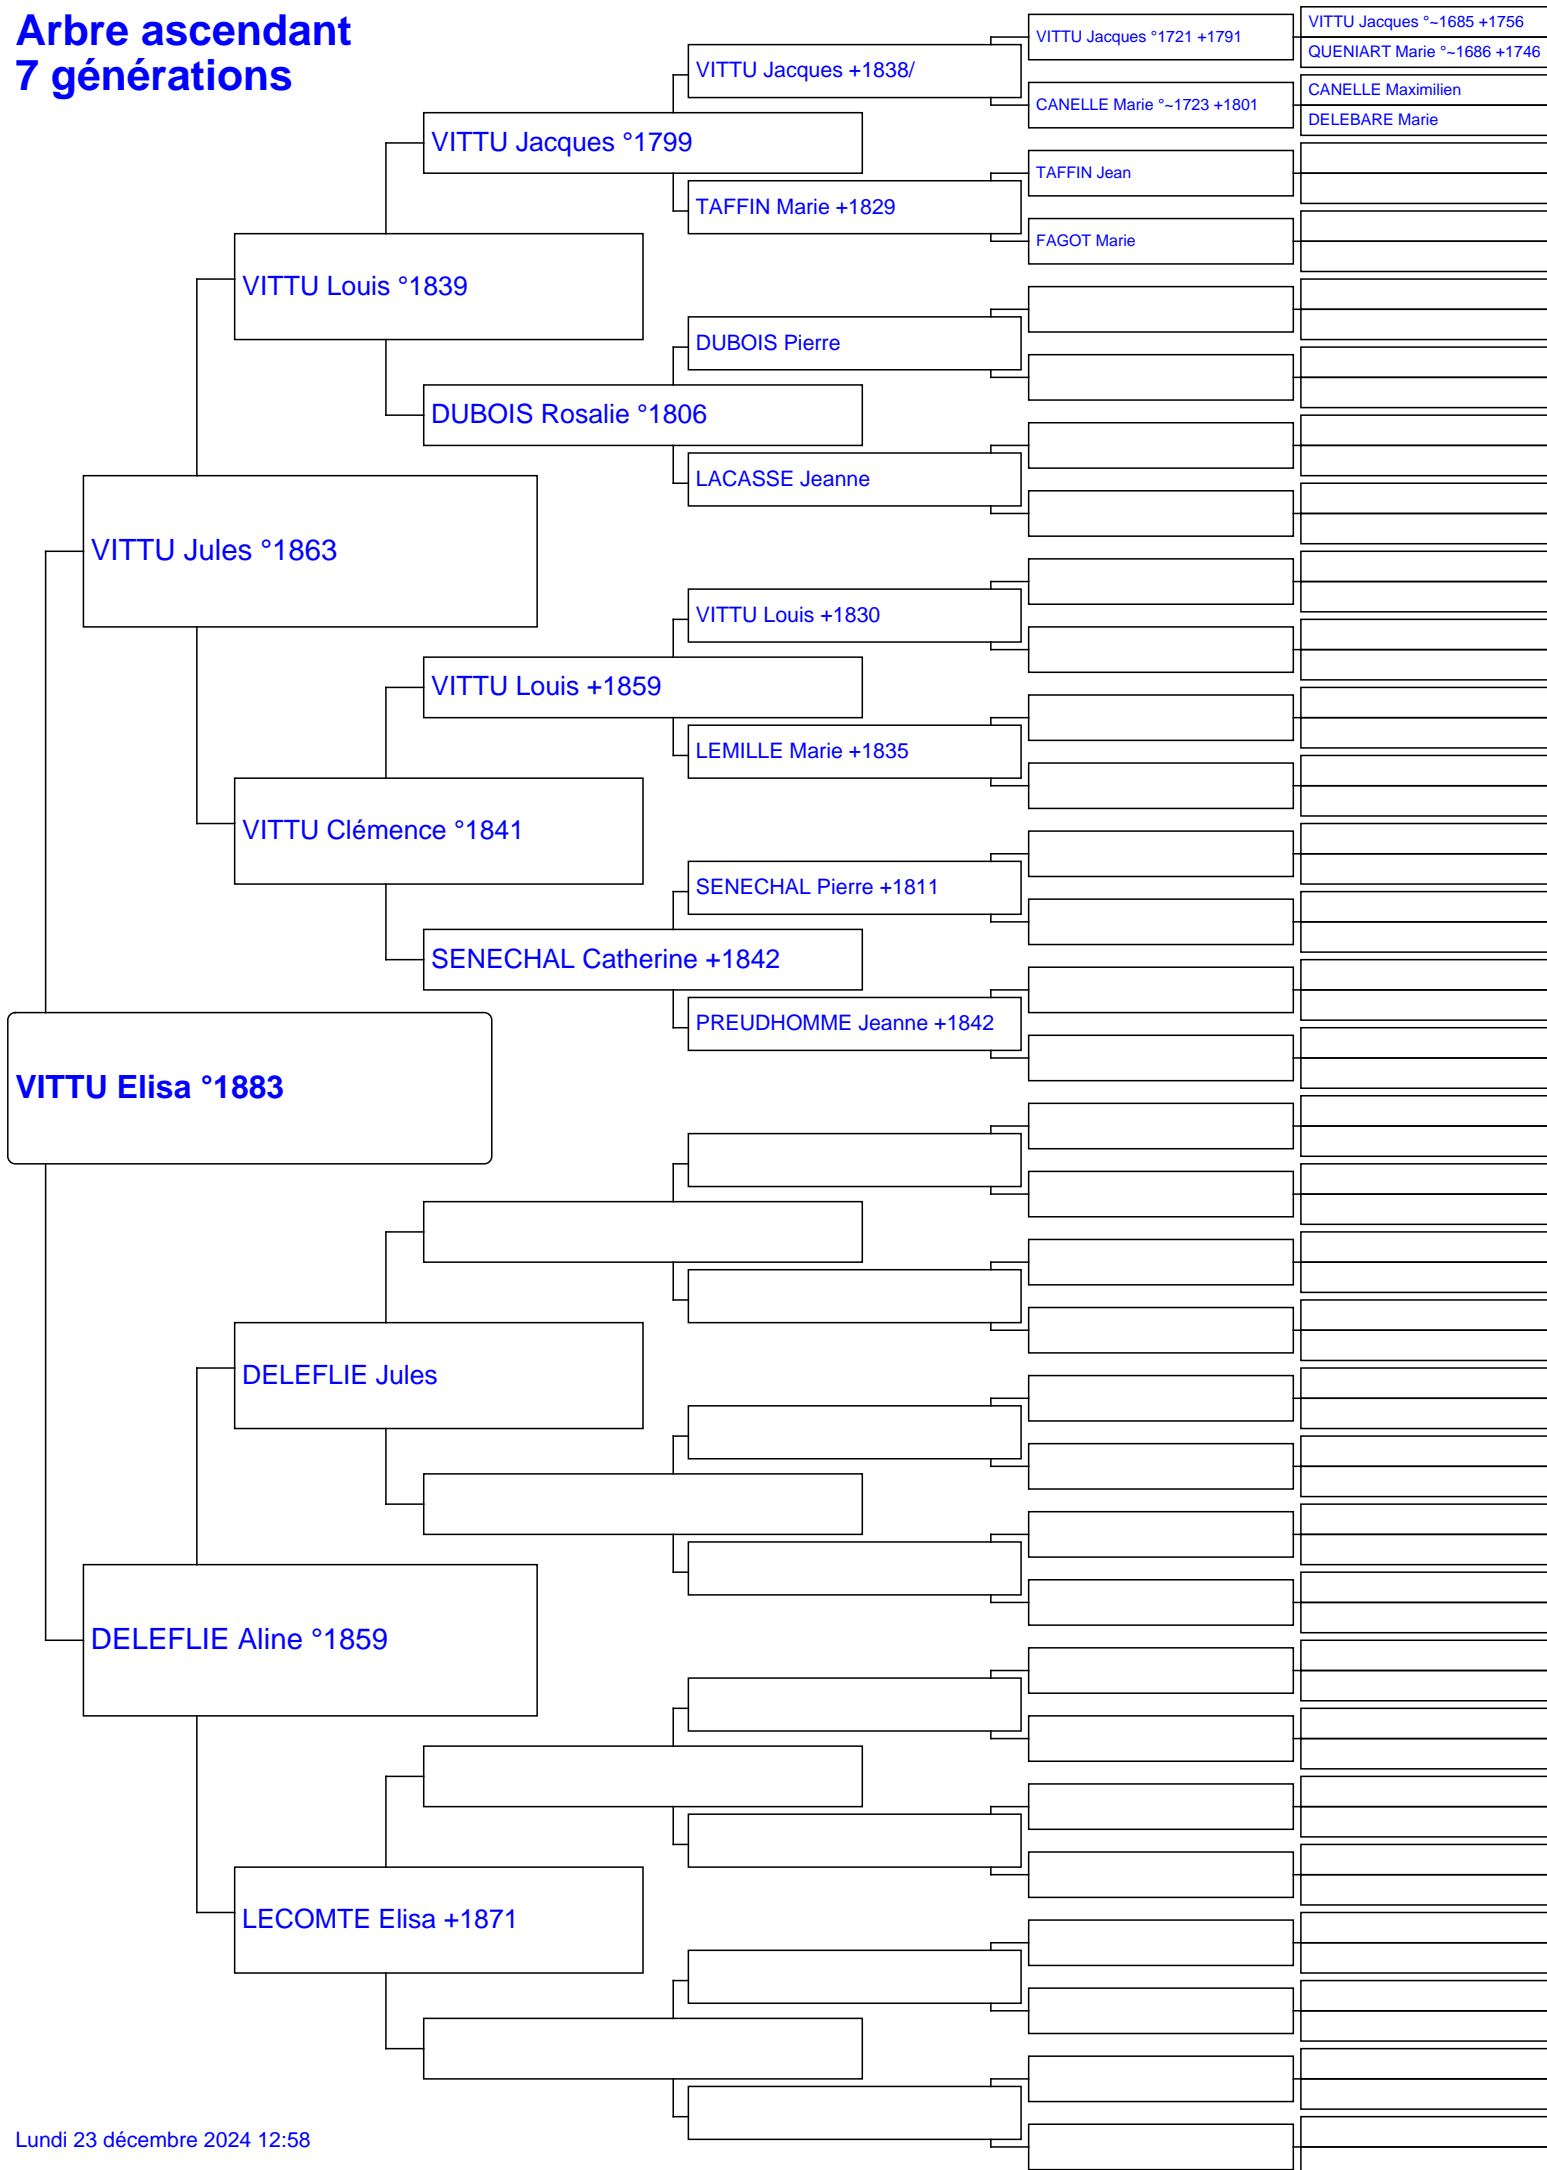 Arbre ascendant
7 générations
VITTU Jacques °~1685 +1756
VITTU Jacques °1721 +1791
QUENIART Marie °~1686 +1746
VITTU Jacques +1838/
CANELLE Maximilien
CANELLE Marie °~1723 +1801
DELEBARE Marie
VITTU Jacques °1799
TAFFIN Jean
TAFFIN Marie +1829
FAGOT Marie
VITTU Louis °1839
DUBOIS Pierre
DUBOIS Rosalie °1806
LACASSE Jeanne
VITTU Jules °1863
VITTU Louis +1830
VITTU Louis +1859
LEMILLE Marie +1835
VITTU Clémence °1841
SENECHAL Pierre +1811
SENECHAL Catherine +1842
PREUDHOMME Jeanne +1842
VITTU Elisa °1883
DELEFLIE Jules
DELEFLIE Aline °1859
LECOMTE Elisa +1871
Lundi 23 décembre 2024 12:58